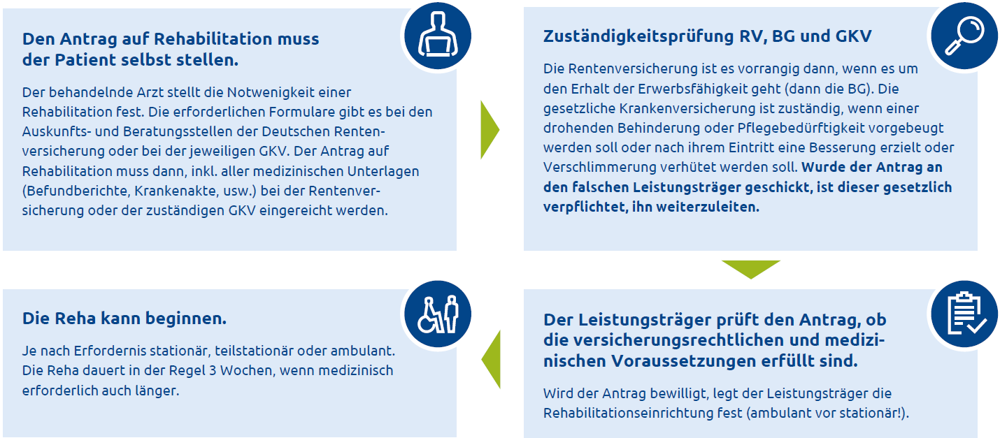 Den Antrag auf Rehabilitation muss
der Patient selbst stellen.
Der behandelnde Arzt stellt die Notwenigkeit einer
Rehabilitation fest. Die erforderlichen Formulare gibt es bei den
Auskunfts- und Beratungsstellen der Deutschen Renten-
versicherung oder bei der jeweiligen GKV. Der Antrag auf
Rehabilitation muss dann, inkl. aller medizinischen Unterlagen
(Befundberichte, Krankenakte, usw.) bei der Rentenver-
sicherung oder der zuständigen GKV eingereicht werden.
Zuständigkeitsprüfung RV, BG und GKV
Die Rentenversicherung ist es vorrangig dann, wenn es um
den Erhalt der Erwerbsfähigkeit geht (dann die BG). Die
gesetzliche Krankenversicherung ist zuständig, wenn einer
drohenden Behinderung oder Pflegebedürftigkeit vorgebeugt
werden soll oder nach ihrem Eintritt eine Besserung erzielt oder
Verschlimmerung verhütet werden soll. Wurde der Antrag an
den falschen Leistungsträger geschickt, ist dieser gesetzlich
verpflichtet, ihn weiterzuleiten.
Der Leistungsträger prüft den Antrag, ob
die versicherungsrechtlichen und medizi-
nischen Voraussetzungen erfüllt sind.
Wird der Antrag bewilligt, legt der Leistungsträger die
Rehabilitationseinrichtung fest (ambulant vor stationär!).
Die Reha kann beginnen.
Je nach Erfordernis stationär, teilstationär oder ambulant.
Die Reha dauert in der Regel 3 Wochen, wenn medizinisch
erforderlich auch länger.